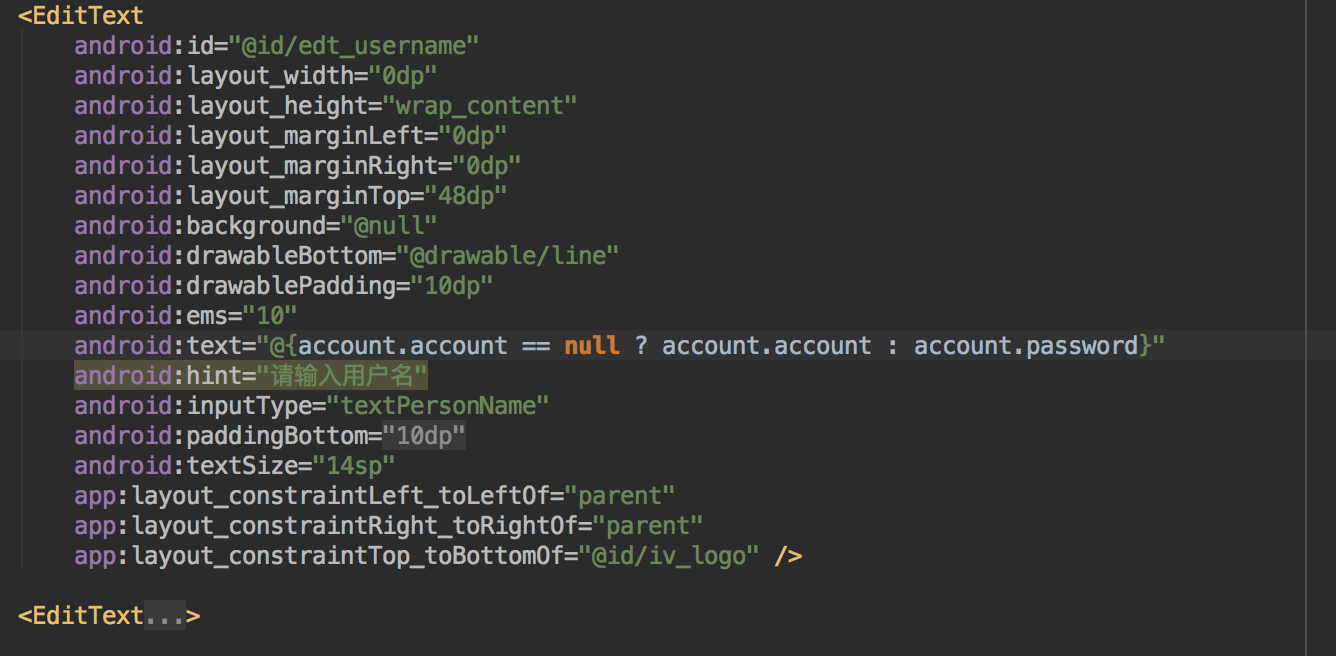 <EditText
android:id="@id/edt_username"
android:layout_width="0dp"
android:layout_height="wrap_content"
android:layout_marginLeft="0dp"
android:layout_marginRight="0dp"
android:layout_marginTop="48dp"
android:background="@null"
android:drawableBottom="@drawable/line"
android:drawablePadding="10dp"
android:ems="10"
android:text="@{account.account == null ? account.account : account.password}"
android:hint="请输入用户名"
android:inputType="textPersonName"
android:paddingBottom="10dp"
android:textSize="14sp"
app:layout_constraintLeft_toLeftOf="parent"
app:layout_constraintRight_toRightOf="parent"
app:layout_constraintTop_toBottomOf="@id/iv_logo" />
<EditText...>